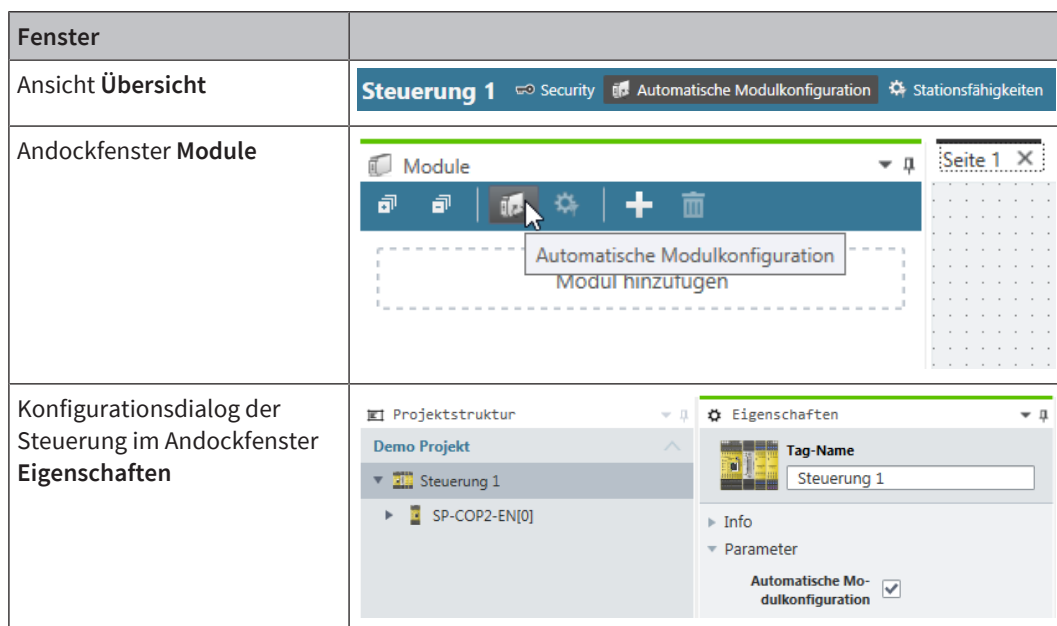 Fenster
Ansicht Übersicht
Steuerung 1 Security Automatische Modulkonfiguration Stationsfähigkeiten
Andockfenster Module
Module
Seite 1
Automatische Modulkonfiguration
Modul hinzufügen
Konfigurationsdialog der
Steuerung im Andockfenster
Eigenschaften
Projektstruktur
Demo Projekt
Steuerung 1
SP-COP2-EN[0]
Eigenschaften
Tag-Name
Steuerung 1
Info
Parameter
Automatische Mo-
dulkonfiguration